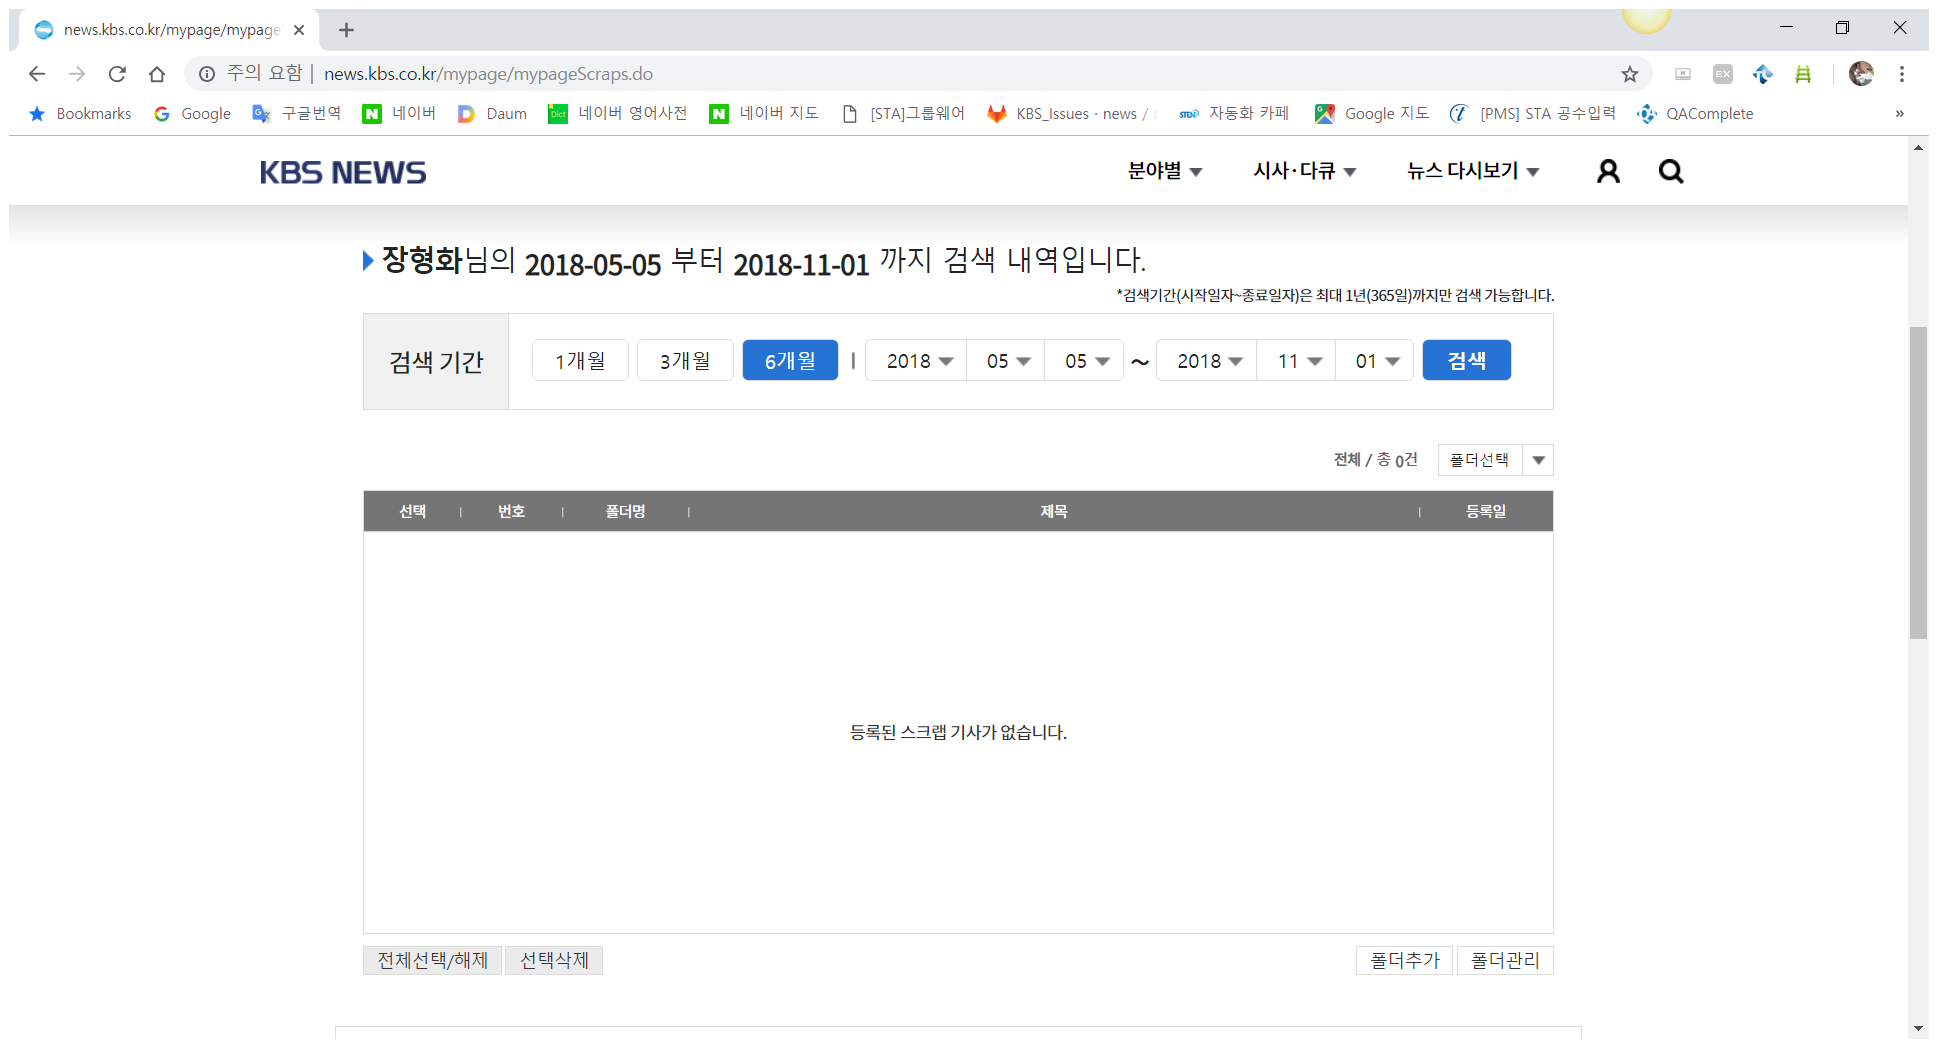 news.kbs.co.kr/mypage/mypage
주의 요함 | news.kbs.co.kr/mypage/mypageScraps.do
EX
Bookmarks Google 구글번역 네이버 Daum 네이버 영어사전 네이버 지도 [STA]그룹웨어 KBS_Issues · news / 자동화 카페 Google 지도 [PMS] STA 공수입력 QAComplete »
KBS NEWS 분야별 시사·다큐 뉴스 다시보기
장형화님의 2018-05-05 부터 2018-11-01 까지 검색 내역입니다.
*검색기간(시작일자~종료일자)은 최대 1년(365일)까지만 검색 가능합니다.
검색 기간 1개월 3개월 6개월 | 2018 05 05 ~ 2018 11 01 검색
전체 / 총 0건 폴더선택
선택 | 번호 | 폴더명 | 제목 | 등록일
등록된 스크랩 기사가 없습니다.
전체선택/해제 선택삭제 폴더추가 폴더관리